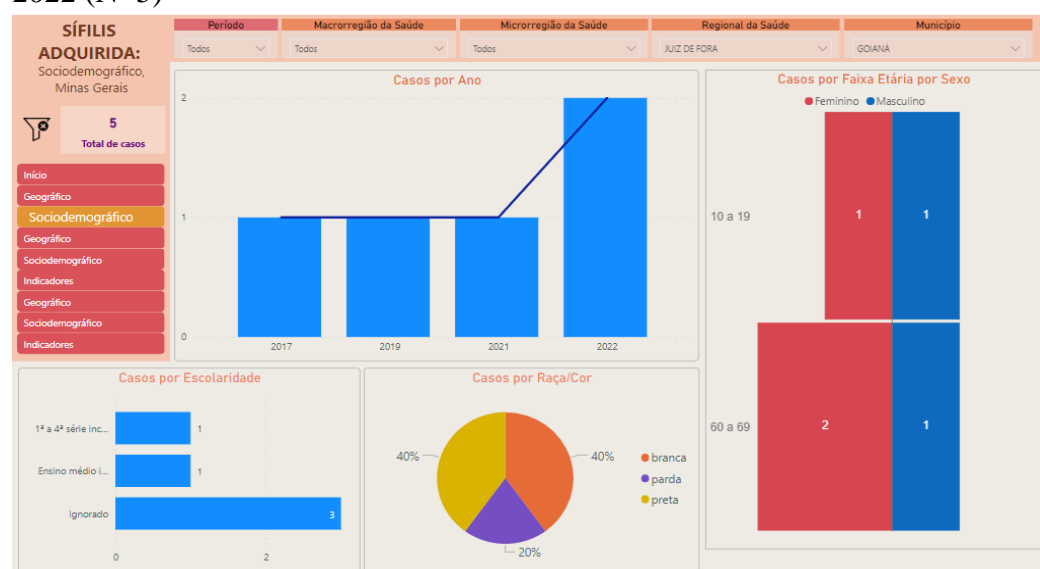 2022 (N=5)
SÍFILIS
ADQUIRIDA:
Sociodemográfico,
Minas Gerais
5
Total de casos
Início
Geográfico
Sociodemográfico
Geográfico
Sociodemográfico
Indicadores
Geográfico
Sociodemográfico
Indicadores
Período
Todos
Macrorregião da Saúde
Todos
Microrregião da Saúde
Todos
Regional da Saúde
JUIZ DE FORA
Município
GOIANÁ
Casos por Ano
2
1
0
2017 2019 2021 2022
Casos por Faixa Etária por Sexo
Feminino Masculino
10 a 19 1 1
60 a 69 2 1
Casos por Escolaridade
1ª a 4ª série inc... 1
Ensino médio i... 1
Ignorado 3
0 2
Casos por Raça/Cor
40% 40%
20%
branca
parda
preta